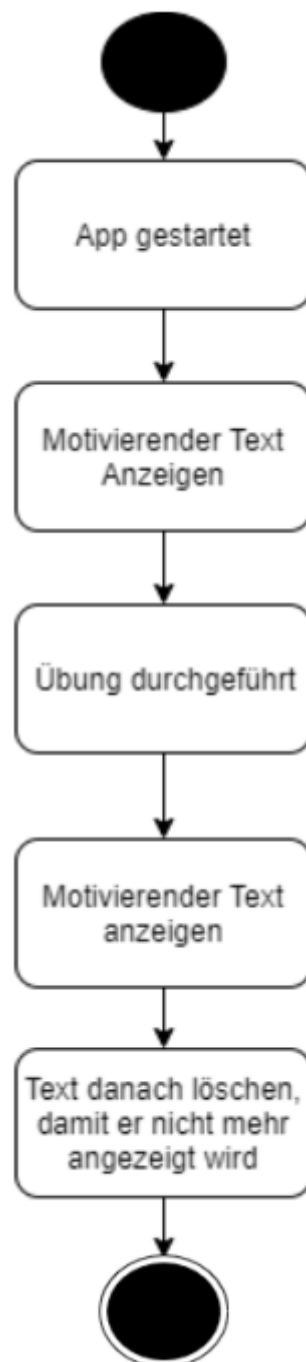 App gestartet
Motivierender Text
Anzeigen
Übung durchgeführt
Motivierender Text
anzeigen
Text danach löschen,
damit er nicht mehr
angezeigt wird